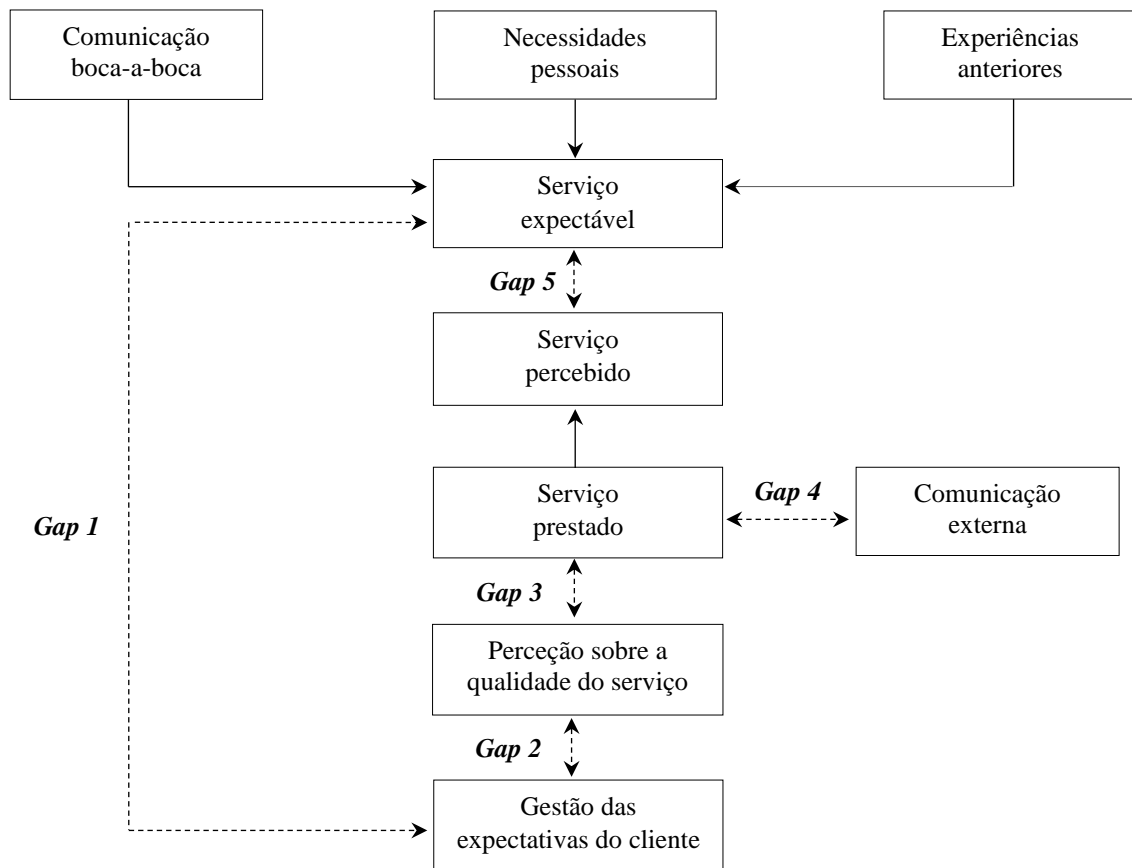 Comunicação
boca-a-boca
Necessidades
pessoais
Experiências
anteriores
Serviço
expectável
Gap 5
Serviço
percebido
Serviço
prestado
Gap 4
Comunicação
externa
Gap 1
Gap 3
Perceção sobre a
qualidade do serviço
Gap 2
Gestão das
expectativas do cliente